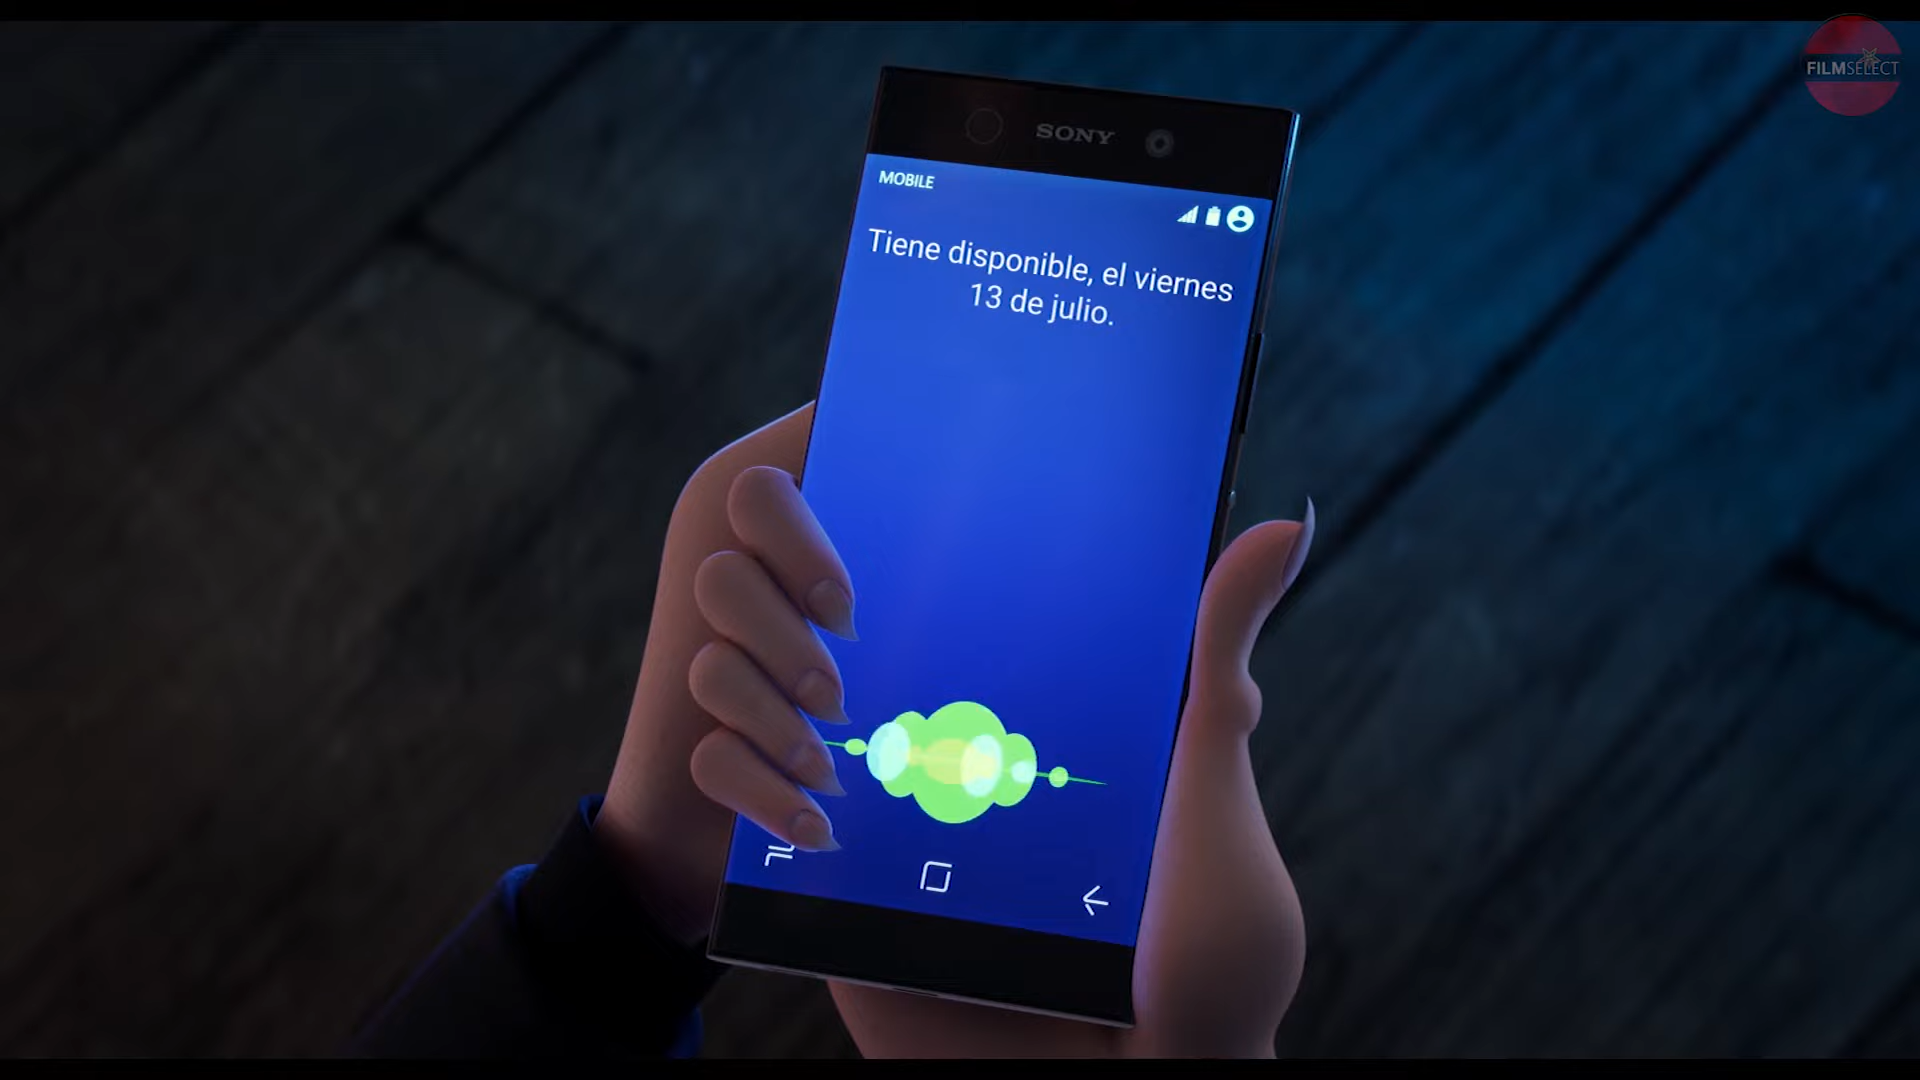 FILMSELECT
SONY
MOBILE
Tiene disponible, el viernes
13 de julio.